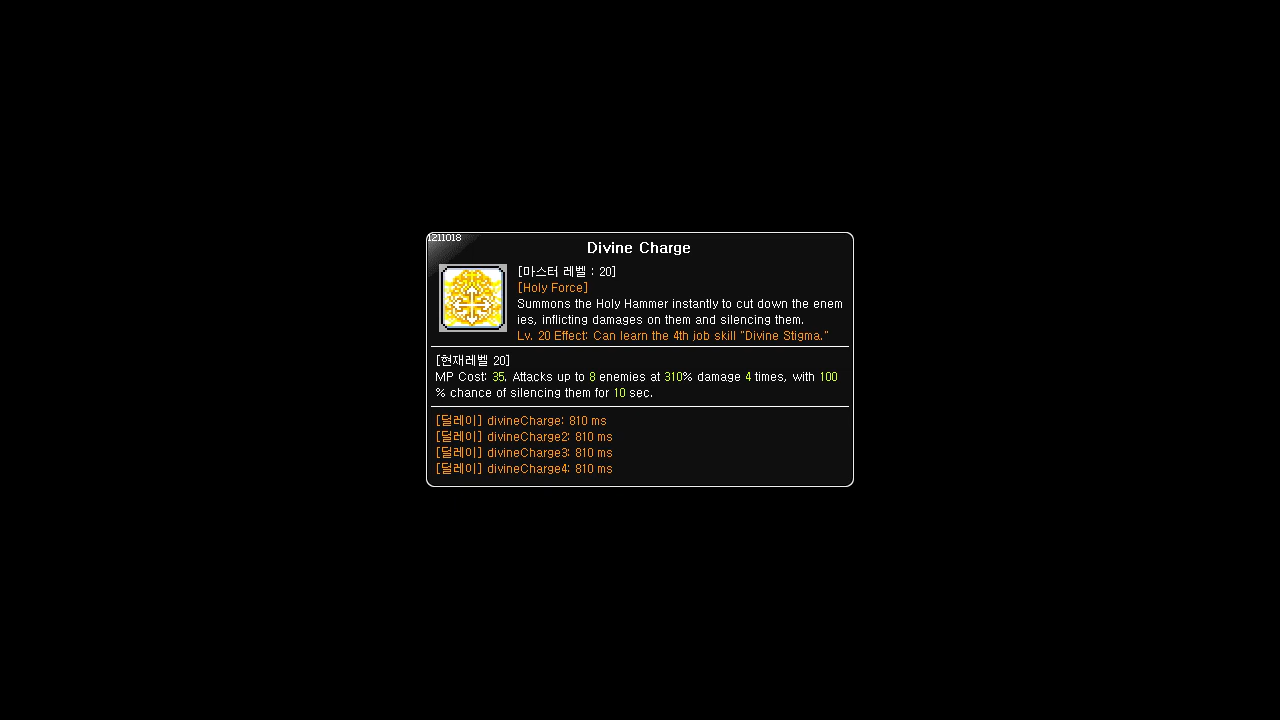 1211018
Divine Charge
[마스터 레벨 : 20]
[Holy Force]
Summons the Holy Hammer instantly to cut down the enem
ies, inflicting damages on them and silencing them.
Lv. 20 Effect: Can learn the 4th job skill "Divine Stigma."
[현재레벨 20]
MP Cost: 35. Attacks up to 8 enemies at 310% damage 4 times, with 100
% chance of silencing them for 10 sec.
[딜레이] divineCharge: 810 ms
[딜레이] divineCharge2: 810 ms
[딜레이] divineCharge3: 810 ms
[딜레이] divineCharge4: 810 ms